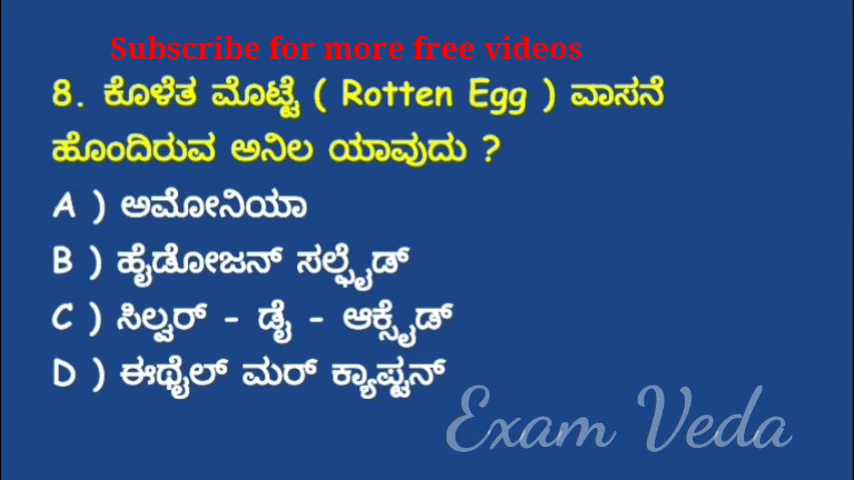 Subscribe for more free videos
8. ಕೊಳೆತ ಮೊಟ್ಟೆ ( Rotten Egg ) ವಾಸನೆ
ಹೊಂದಿರುವ ಅನಿಲ ಯಾವುದು ?
A ) ಅಮೋನಿಯಾ
B ) ಹೈಡೋಜನ್ ಸಲ್ಫೈಡ್
C ) ಸಿಲ್ವರ್ - ಡೈ - ಆಕ್ಸೈಡ್
D ) ಈಥೈಲ್ ಮರ್ ಕ್ಯಾಪ್ಟನ್
Exam Veda